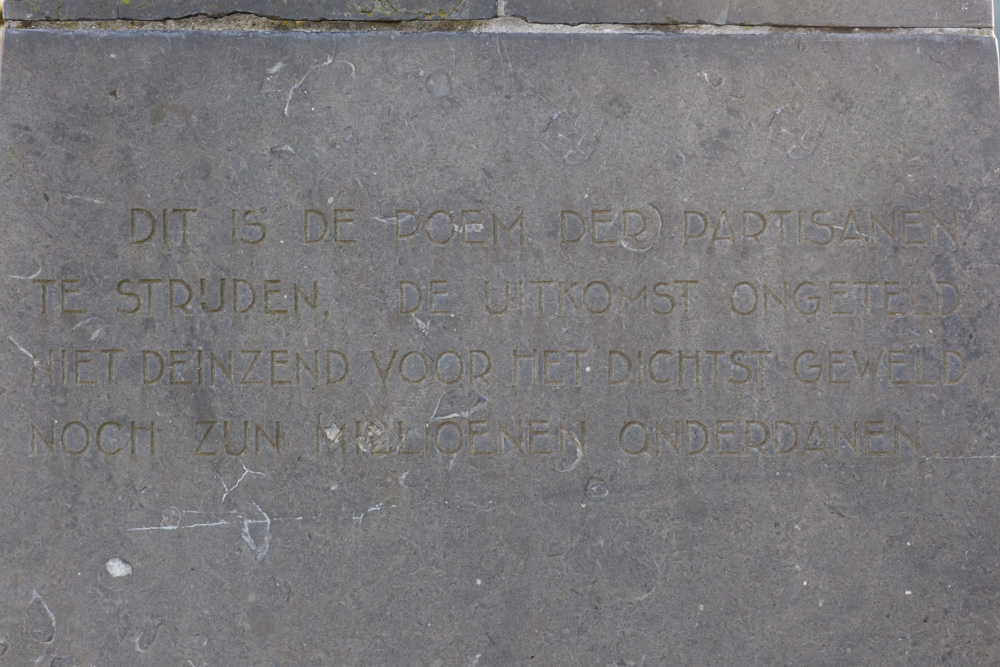 DIT IS DE ROEM DER PARTISANEN
TE STRIJDEN, DE UITKOMST ONGETELD
NIET DEINZEND VOOR HET DICHTST GEWELD
NOCH ZIJN MILLIOENEN ONDERDANEN